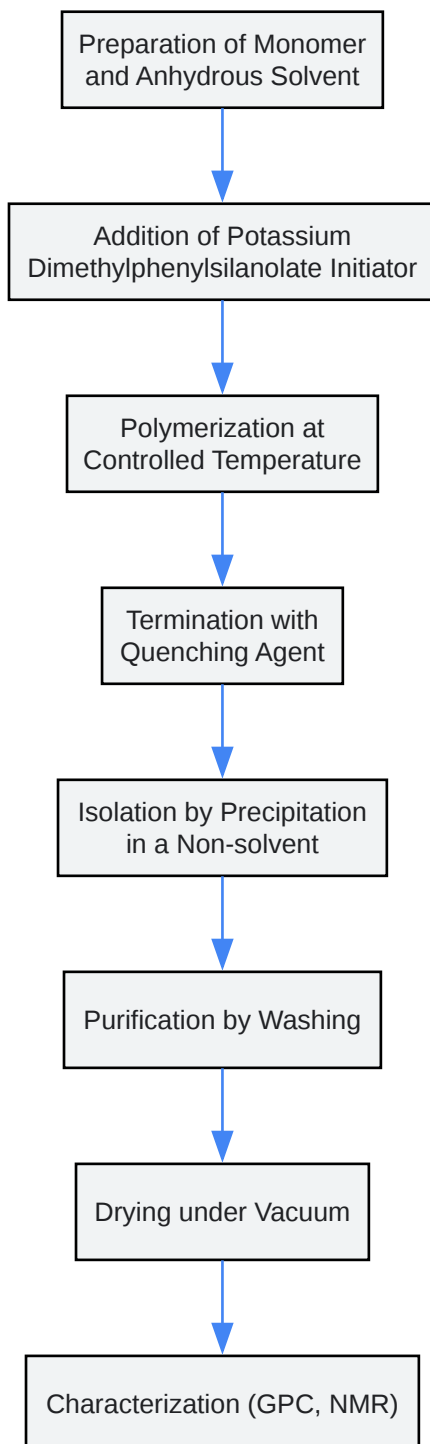 Preparation of Monomer
and Anhydrous Solvent
Addition of Potassium
Dimethylphenylsilanolate Initiator
Polymerization at
Controlled Temperature
Termination with
Quenching Agent
Isolation by Precipitation
in a Non-solvent
Purification by Washing
Drying under Vacuum
Characterization (GPC, NMR)